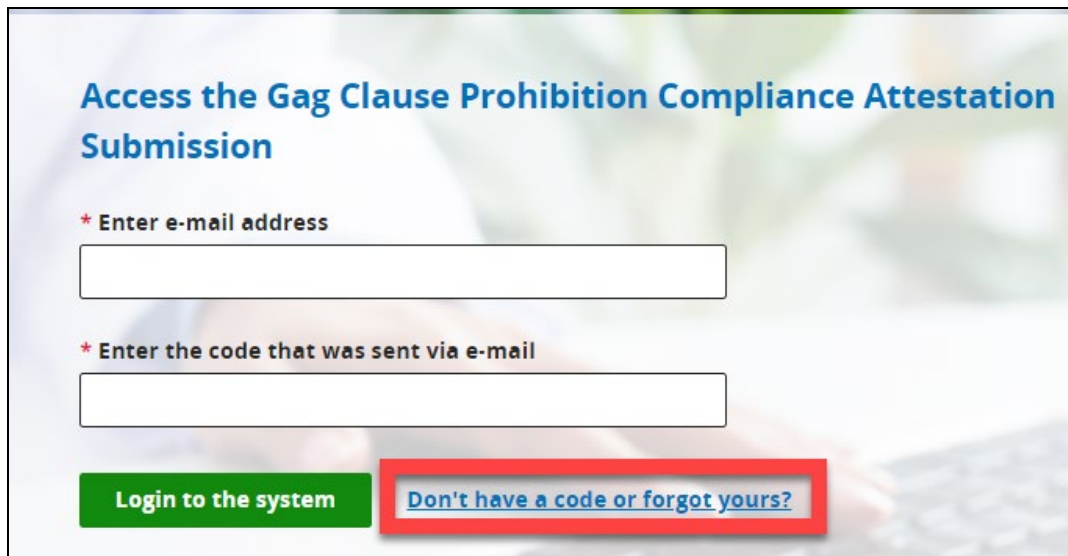 Access the Gag Clause Prohibition Compliance Attestation
Submission
* Enter e-mail address
* Enter the code that was sent via e-mail
Login to the system
Don't have a code or forgot yours?